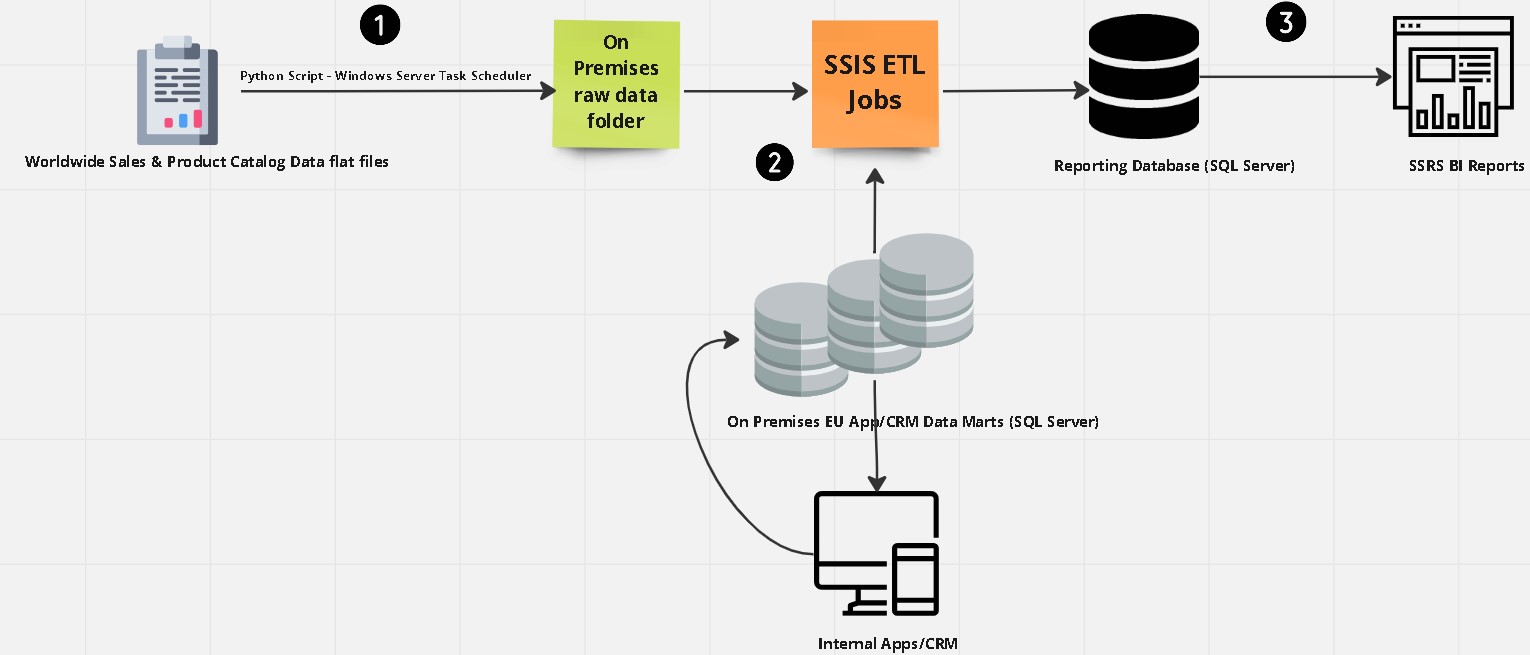 1
3
Python Script - Windows Server Task Scheduler
On
Premises
raw data
folder
SSIS ETL
Jobs
Worldwide Sales & Product Catalog Data flat files
2
Reporting Database (SQL Server)
SSRS BI Reports
On Premises EU App/CRM Data Marts (SQL Server)
Internal Apps/CRM